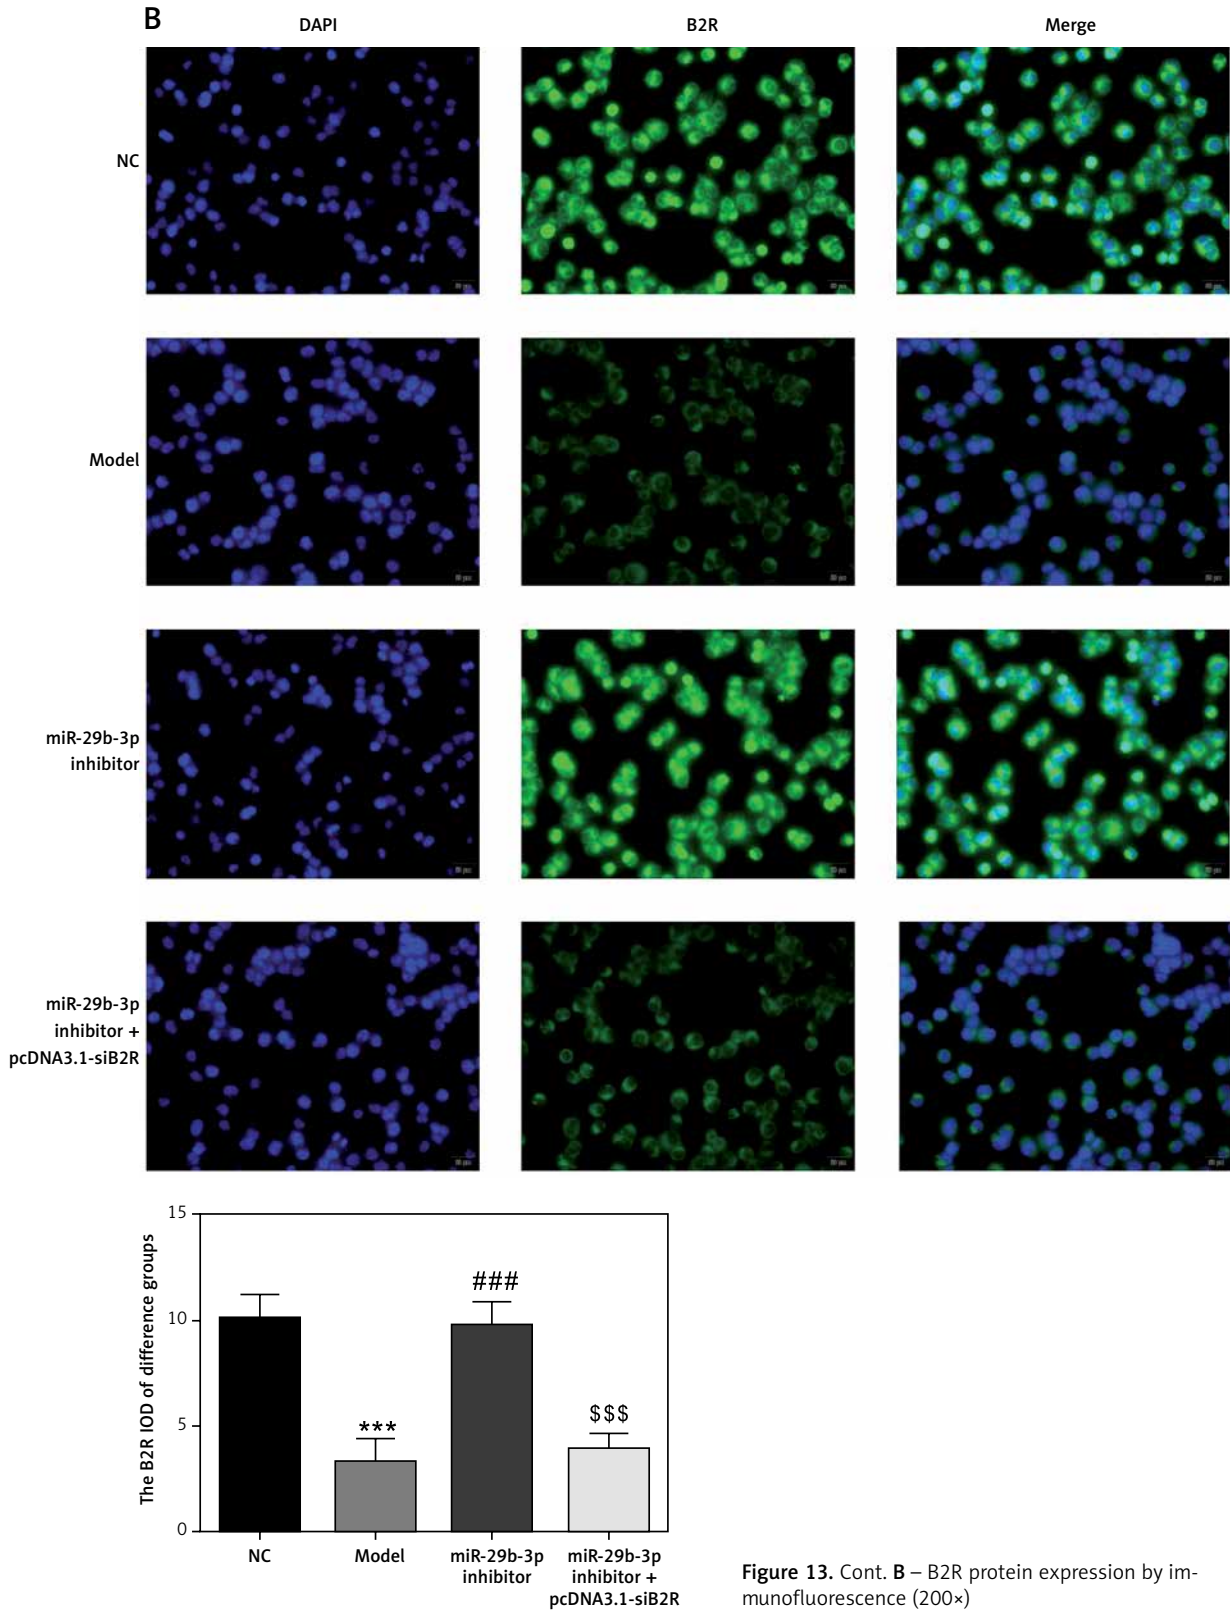 B
DAPI
B2R
Merge
NC
Model
miR-29b-3p
inhibitor
miR-29b-3p
inhibitor +
pcDNA3.1-siB2R
The B2R IOD of difference groups
15
10
5
0
***
###
$$$
NC
Model
miR-29b-3p
inhibitor
miR-29b-3p
inhibitor +
pcDNA3.1-siB2R
Figure 13. Cont. B – B2R protein expression by im-
munofluorescence (200×)